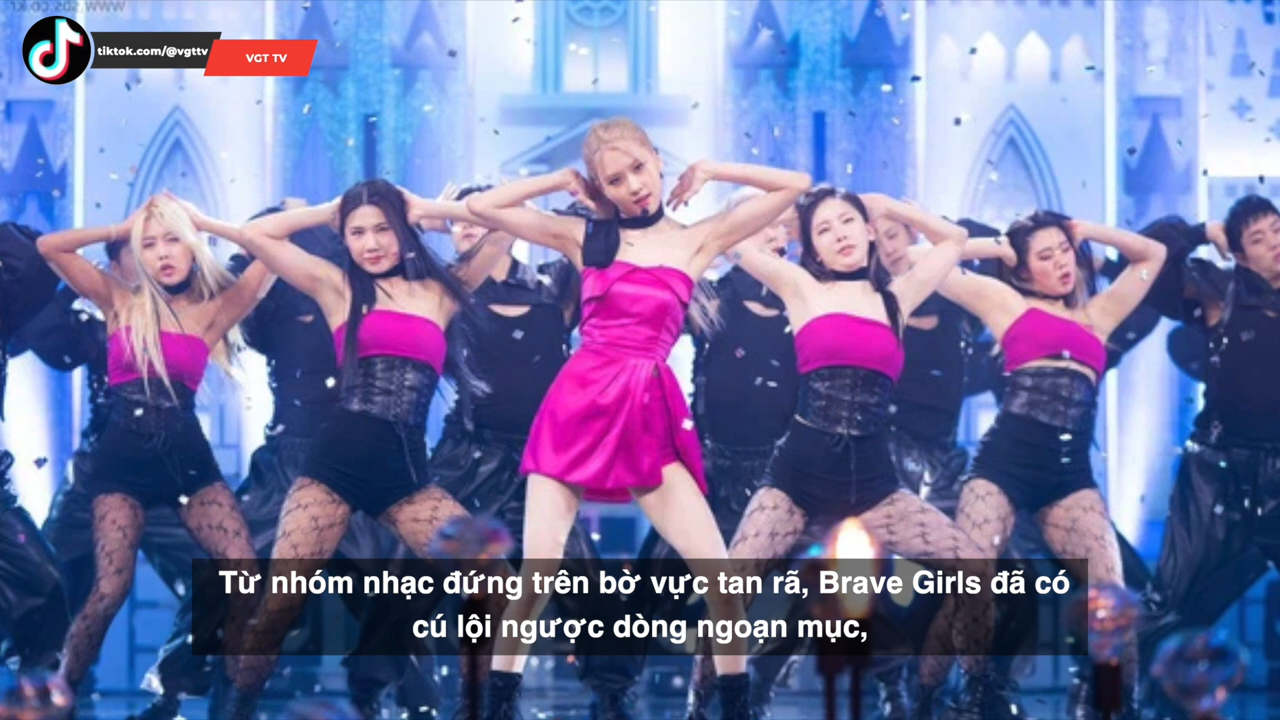 tiktok.com/@vgttv
VGT TV
Từ nhóm nhạc đứng trên bờ vực tan rã, Brave Girls đã có
cú lội ngược dòng ngoạn mục,